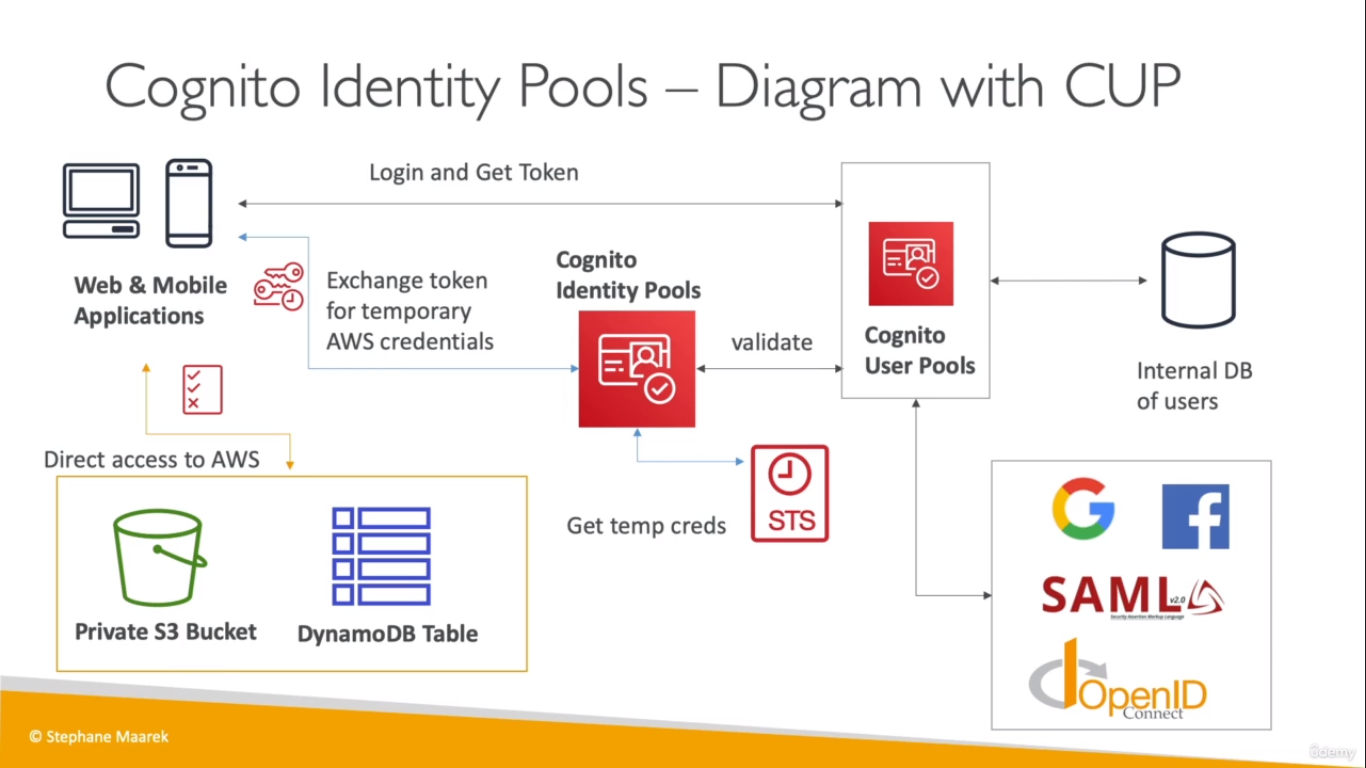 Cognito Identity Pools – Diagram with CUP
Login and Get Token
Web & Mobile
Applications
Exchange token
for temporary
AWS credentials
Cognito
Identity Pools
validate
Cognito
User Pools
Internal DB
of users
Direct access to AWS
Private S3 Bucket
DynamoDB Table
Get temp creds
STS
SAML v2.0
Security Assertion Markup Language
OpenID
Connect
© Stephane Maarek
ûdemy